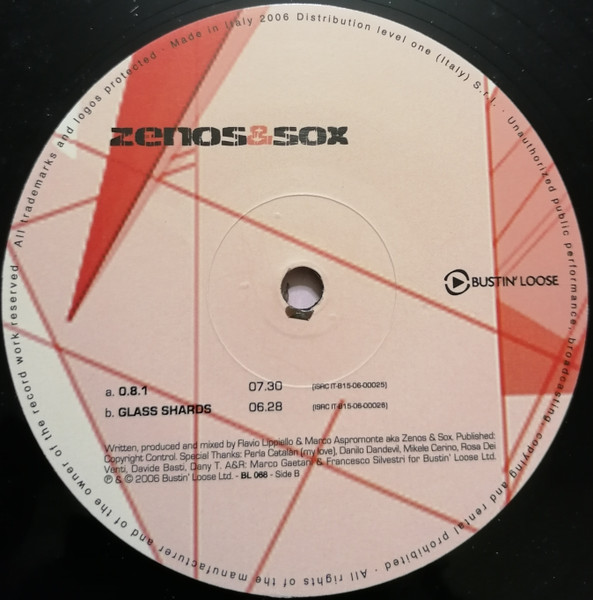 All trademarks and logos protected · Made in Italy 2006 Distribution level one (Italy) S.r.l. · Unauthorized public performance, broadcasting, copying and rental prohibited · All rights of the manufacturer and of the owner of the record work reserved.
zenos&sox
BUSTIN' LOOSE
a. 0.8.1 07.30 [ISRC IT-B15-06-00025]
b. GLASS SHARDS 06.28 [ISRC IT-B15-06-00026]
Written, produced and mixed by Flavio Lippiello & Marco Aspromonte aka Zenos & Sox. Published:
Copyright Control. Special Thanks: Perla Catalàn (my love), Danilo Dandevil, Mikele Cerino, Rosa Dei
Venti, Davide Basti, Dany T. A&R: Marco Gaetani & Francesco Silvestri for Bustin' Loose Ltd.
℗ & © 2006 Bustin' Loose Ltd. - BL 068 - Side B